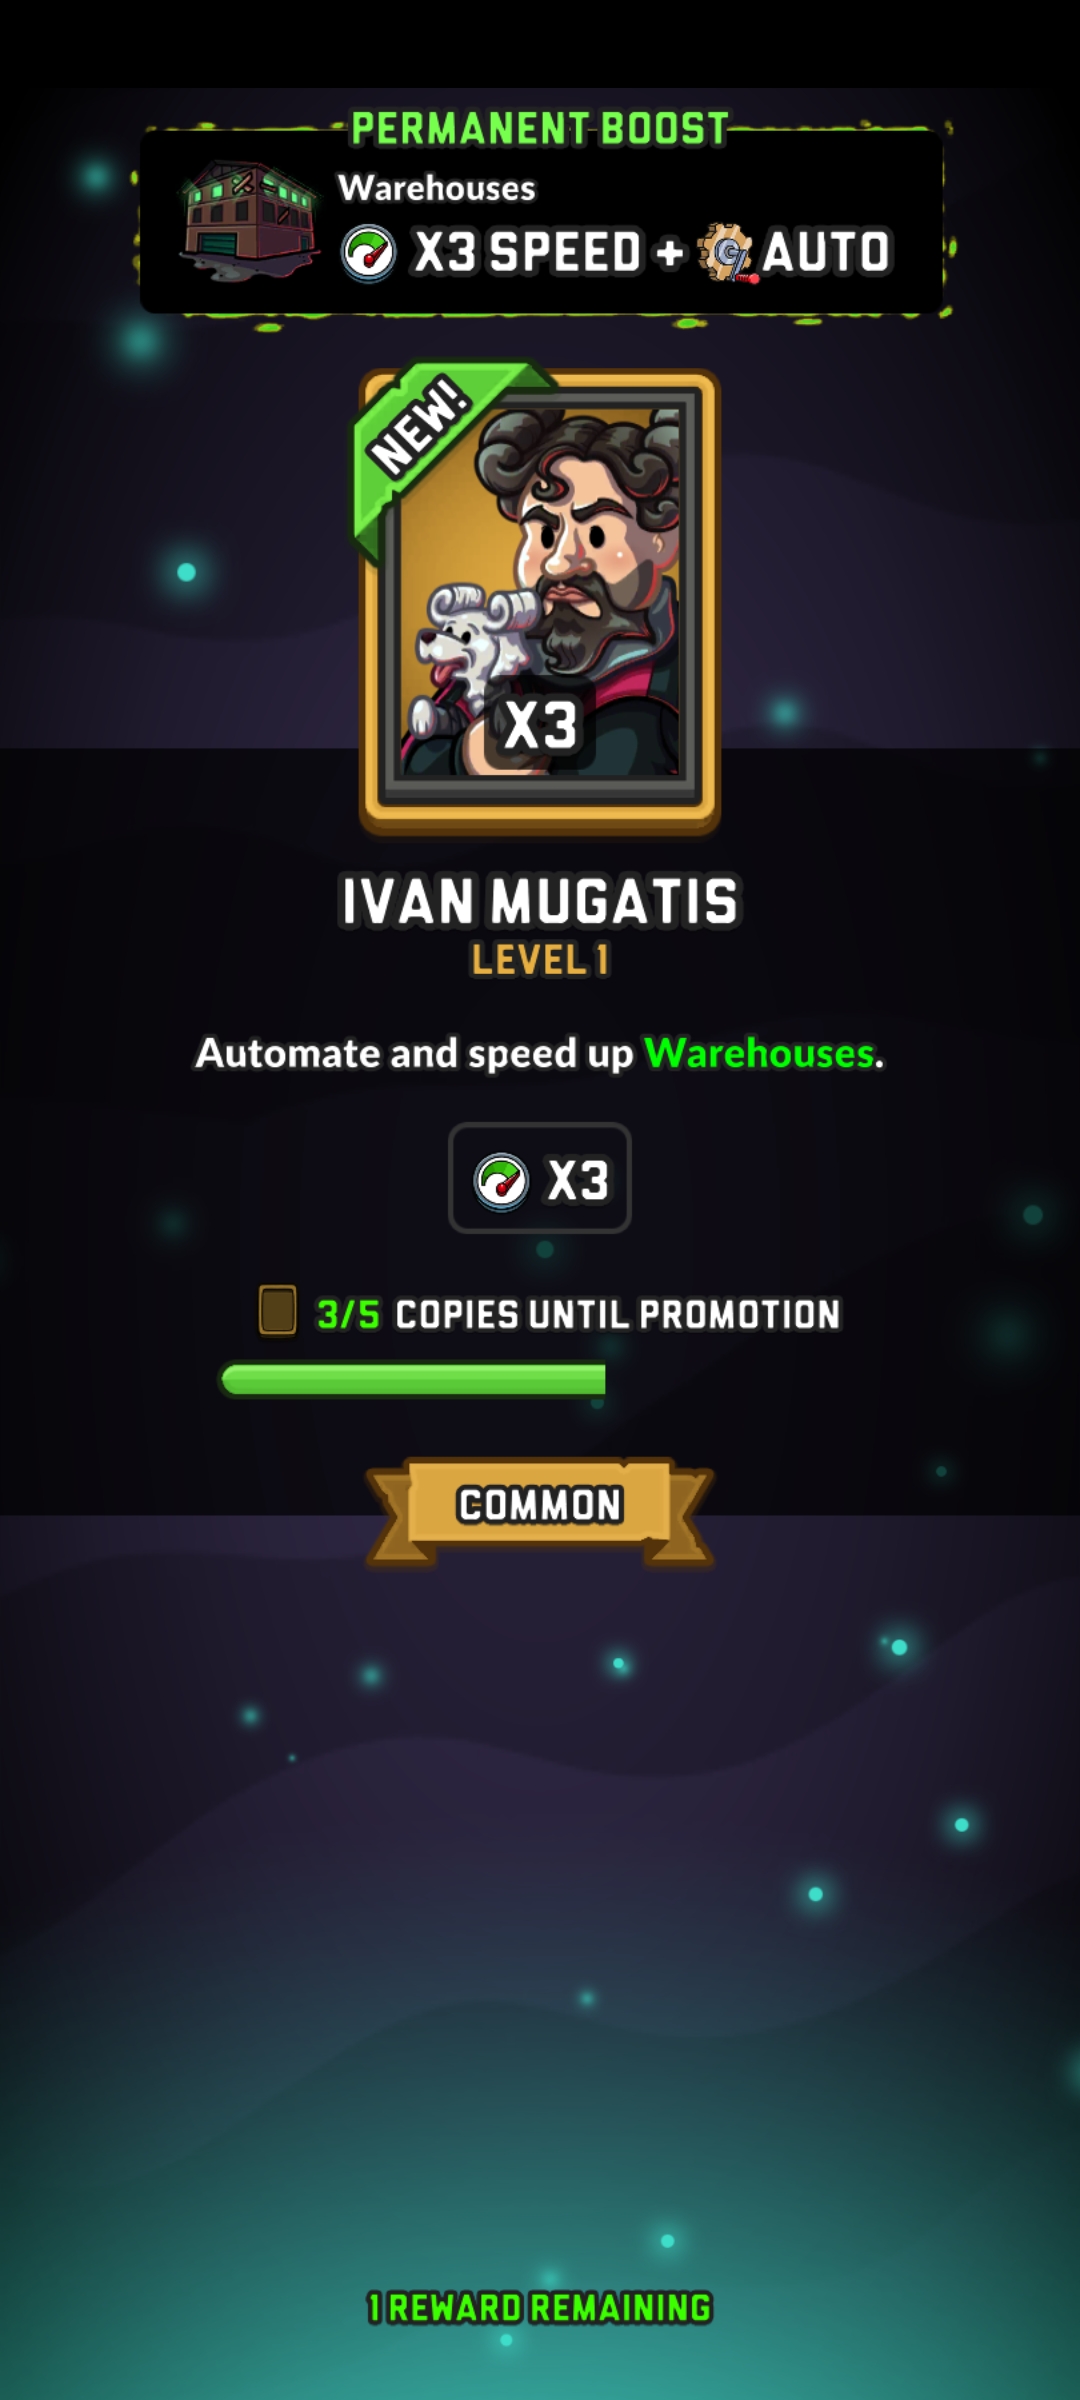 PERMANENT BOOST
Warehouses
X3 SPEED + AUTO
NEW!
X3
IVAN MUGATIS
LEVEL 1
Automate and speed up Warehouses.
X3
3/5 COPIES UNTIL PROMOTION
COMMON
1 REWARD REMAINING